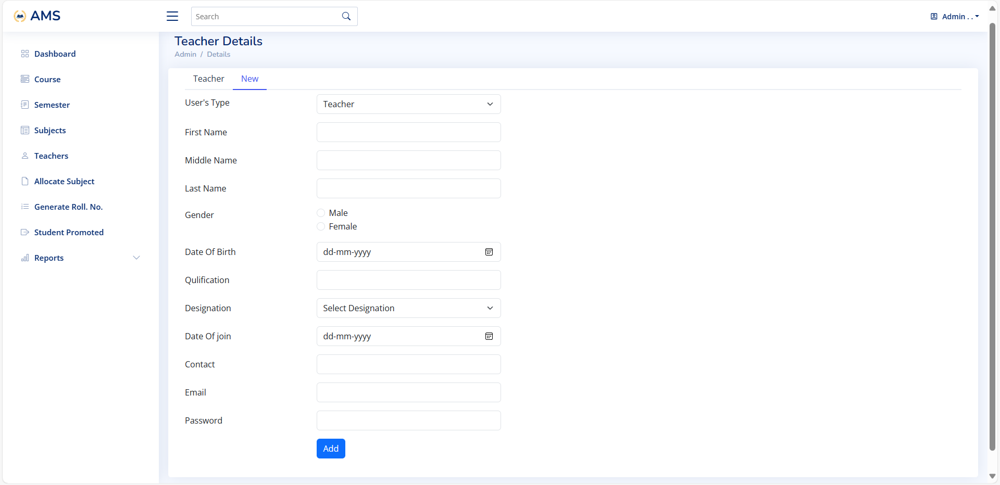 AMS
Search
Admin . .
Dashboard
Course
Semester
Subjects
Teachers
Allocate Subject
Generate Roll. No.
Student Promoted
Reports
Teacher Details
Admin / Details
Teacher New
User's Type Teacher
First Name
Middle Name
Last Name
Gender Male
Female
Date Of Birth dd-mm-yyyy
Qulification
Designation Select Designation
Date Of join dd-mm-yyyy
Contact
Email
Password
Add